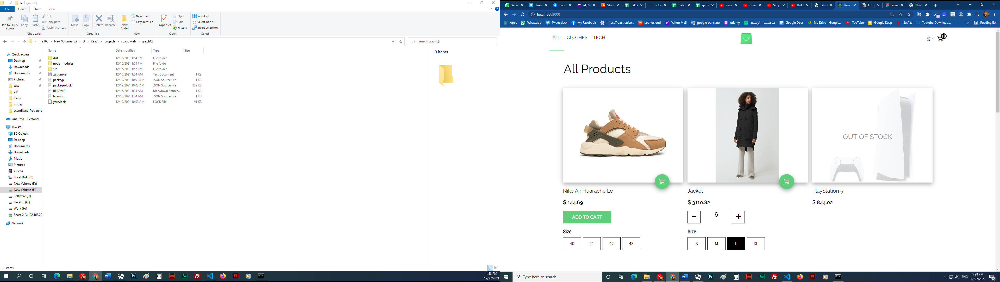 graphQl
File Home Share View
Pin to Quick access
Copy
Paste
Cut
Copy path
Paste shortcut
Clipboard
Move to
Copy to
Delete
Rename
Organise
New folder
New item
Easy access
New
Properties
Open
Edit
History
Open
Select all
Select none
Invert selection
Select
This PC > New Volume (E:) > D > React > projects > scandiweb > graphQl
Search graphQl
Quick access
Desktop
Downloads
Documents
Pictures
tuts
CV
Heba
imgas
scandiweb-frot-uplo
OneDrive - Personal
This PC
3D Objects
Desktop
Documents
Downloads
Music
Pictures
Videos
Local Disk (C:)
New Volume (D:)
New Volume (E:)
Software (F:)
BackUp (G:)
Work (H:)
Share 2 (\\192.168.20
Network
Name Date modified Type Size
dist 12/16/2021 1:54 PM File folder
node_modules 12/16/2021 1:53 PM File folder
src 12/16/2021 1:52 PM File folder
.gitignore 12/15/2021 1:04 AM Text Document 1 KB
package 12/19/2021 10:03 AM JSON Source File 1 KB
package-lock 12/19/2021 10:03 AM JSON Source File 239 KB
README 12/15/2021 1:04 AM Markdown Source... 1 KB
tsconfig 12/15/2021 1:04 AM JSON Source File 1 KB
yarn.lock 12/19/2021 10:03 AM LOCK File 91 KB
9 items
9 items
1:28 PM
12/27/2021
What Twee Faceb (4,69 Strea مذاكر hoba Follo game easy Crea Simp Hot Ertu React Entry scan New
localhost:3000
Apps Whatsapp Tweet deck My Facebook https://reactnative... soundcloud Yahoo Mail google translate udemy شاهد.نت - الرئيسية Google Docs My Drive - Google... YouTube Google Keep Netflix Youtube Download... » Reading list
ALL CLOTHES TECH
$ 10
All Products
OUT OF STOCK
Nike Air Huarache Le
$ 144.69
ADD TO CART
Size
40 41 42 43
Jacket
$ 3110.82
− 6 +
Size
S M L XL
PlayStation 5
$ 844.02
Type here to search
ENG
1:28 PM
12/27/2021